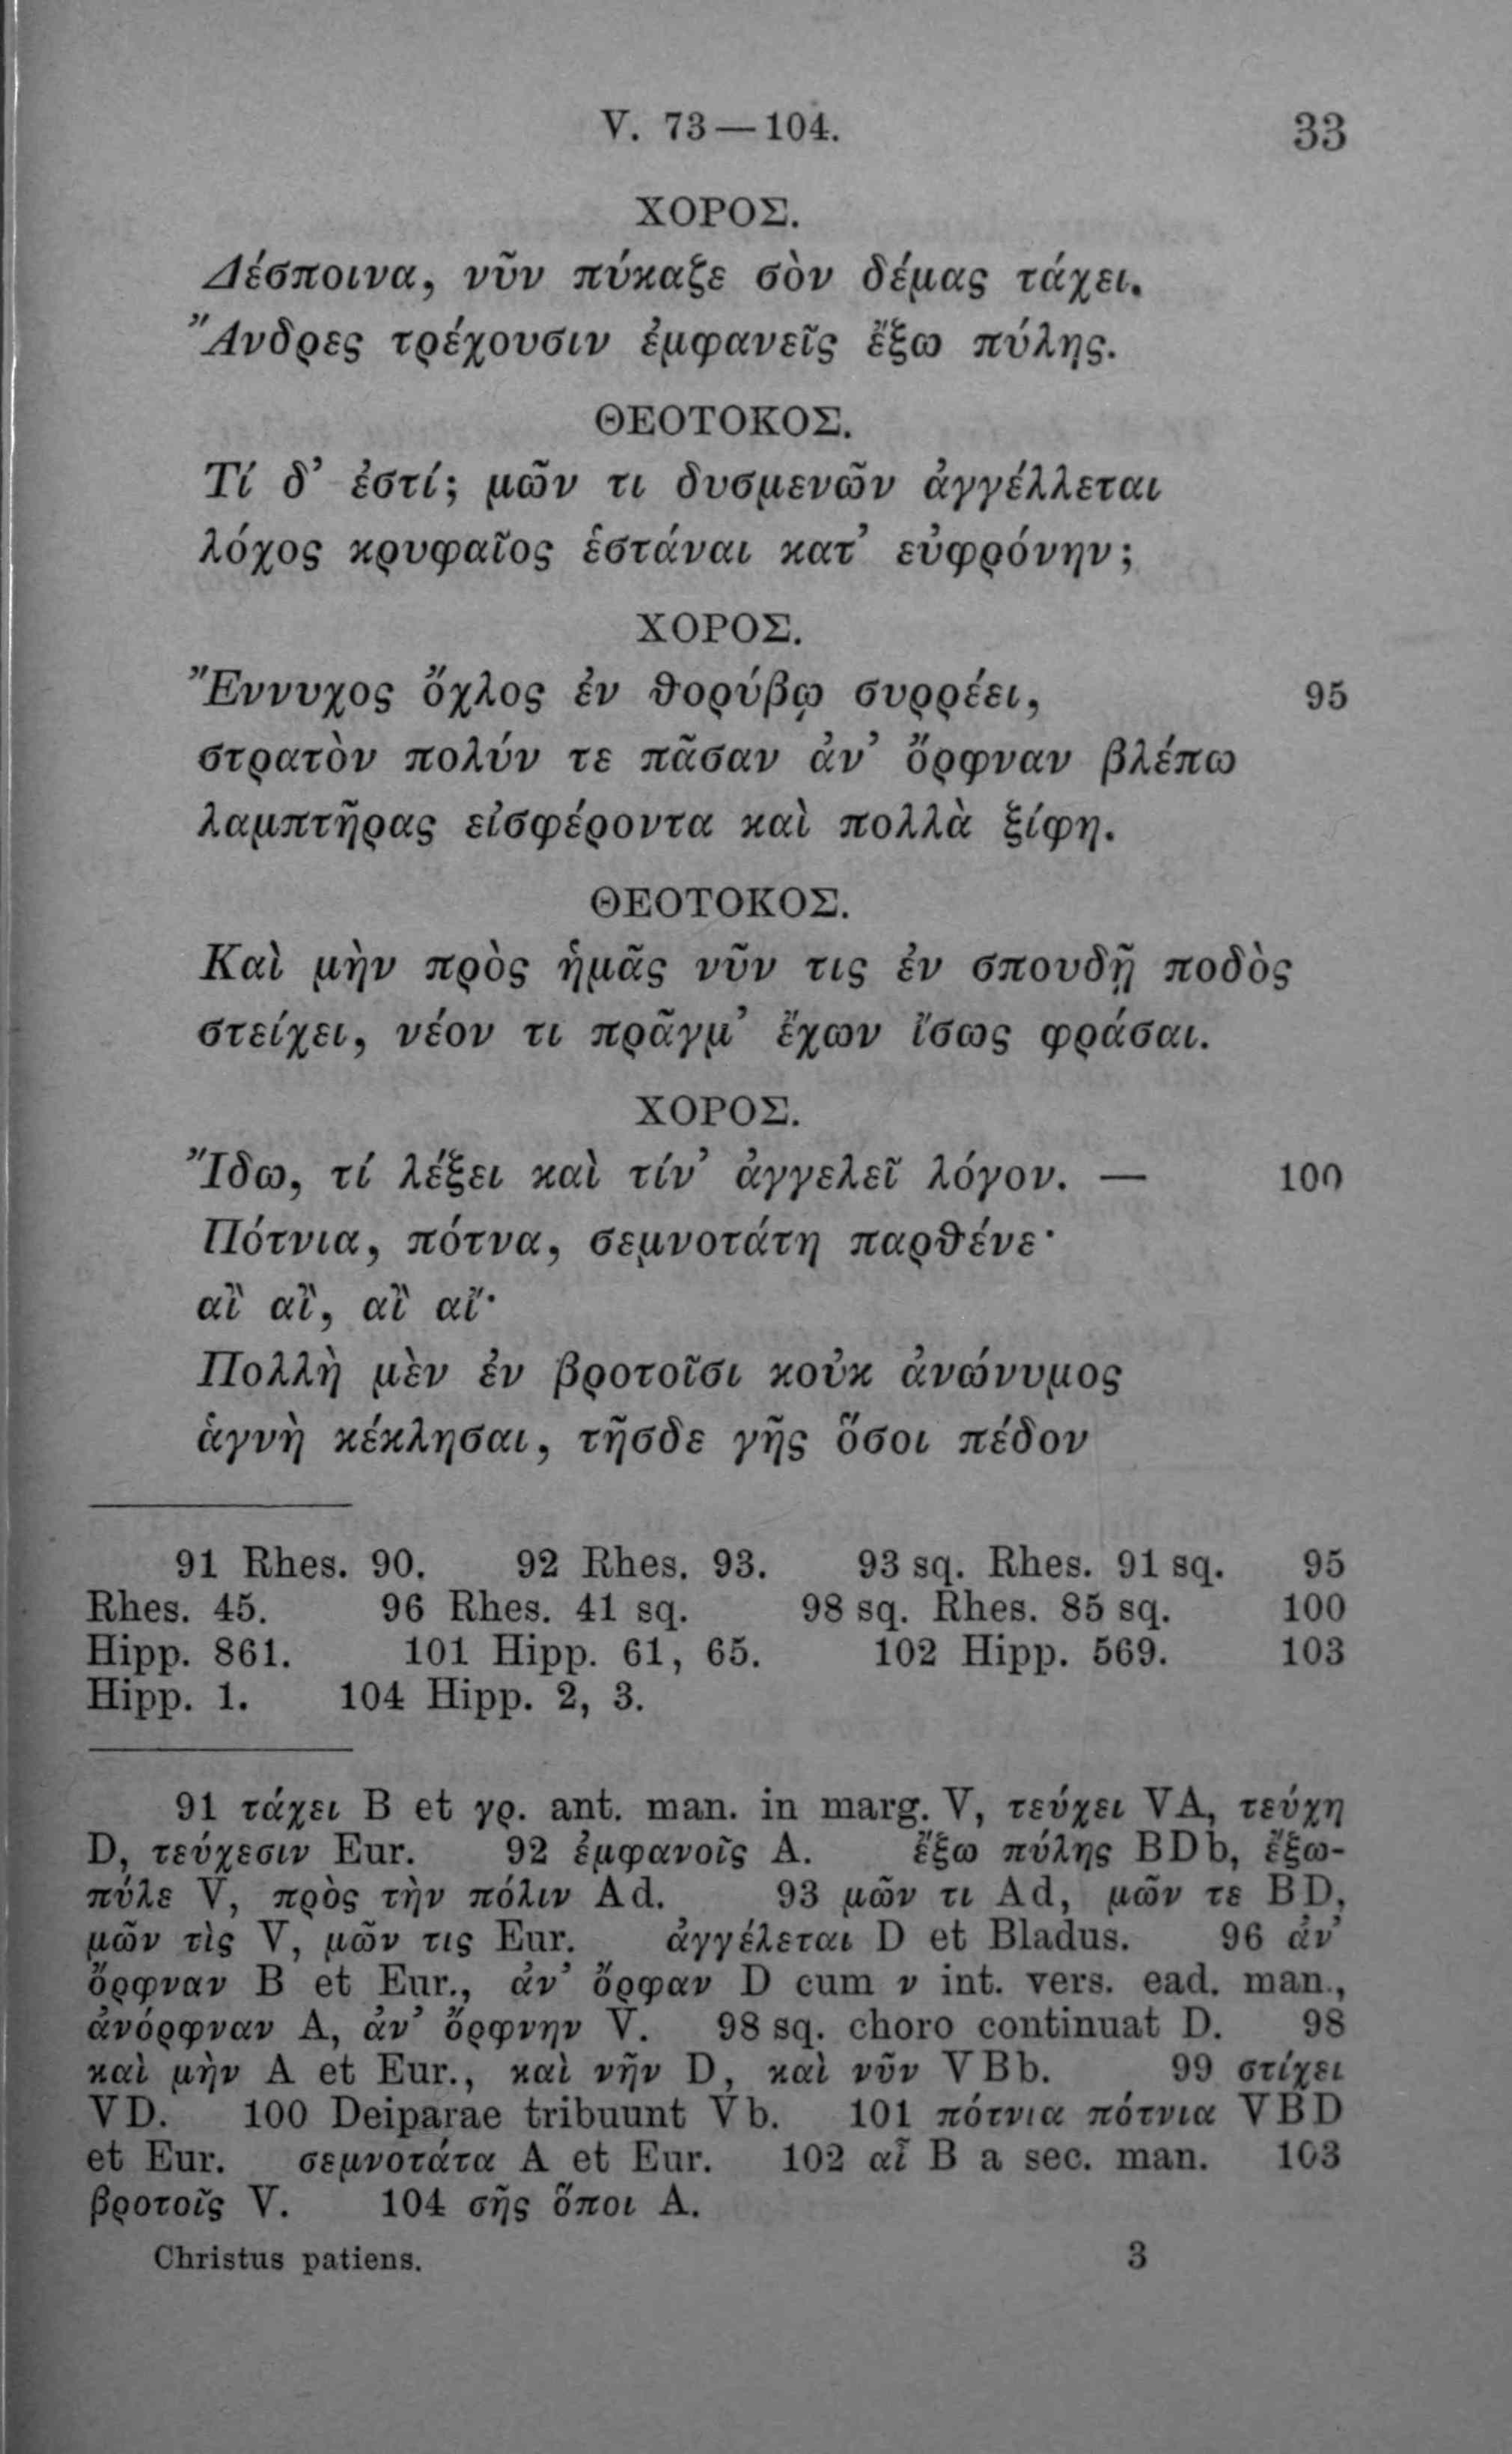 V. 73—104. 33
ΧΟΡΟΣ.
Δέσποινα, νῦν πύκαζε σὸν δέμας τάχει.
Ἄνδρες τρέχουσιν ἐμφανεῖς ἔξω πύλης.
ΘΕΟΤΟΚΟΣ.
Τί δ' ἐστί; μῶν τι δυσμενῶν ἀγγέλλεται
λόχος κρυφαῖος ἑστάναι κατ' εὐφρόνην;
ΧΟΡΟΣ.
Ἔννυχος ὄχλος ἐν θορύβῳ συρρέει, 95
στρατὸν πολύν τε πᾶσαν ἀν' ὄρφναν βλέπω
λαμπτῆρας εἰσφέροντα καὶ πολλὰ ξίφη.
ΘΕΟΤΟΚΟΣ.
Καὶ μὴν πρὸς ἡμᾶς νῦν τις ἐν σπουδῇ ποδὸς
στείχει, νέον τι πρᾶγμ' ἔχων ἴσως φράσαι.
ΧΟΡΟΣ.
Ἴδω, τί λέξει καὶ τίν' ἀγγελεῖ λόγον. — 100
Πότνια, πότνα, σεμνοτάτη παρθένε·
αἲ αἲ, αἲ αἴ·
Πολλὴ μὲν ἐν βροτοῖσι κοὐκ ἀνώνυμος
ἁγνὴ κέκλησαι, τῆσδε γῆς ὅσοι πέδον
91 Rhes. 90. 92 Rhes. 93. 93 sq. Rhes. 91 sq. 95
Rhes. 45. 96 Rhes. 41 sq. 98 sq. Rhes. 85 sq. 100
Hipp. 861. 101 Hipp. 61, 65. 102 Hipp. 569. 103
Hipp. 1. 104 Hipp. 2, 3.
91 τάχει B et γρ. ant. man. in marg. V, τεύχει VA, τεύχη
D, τεύχεσιν Eur. 92 ἐμφανοῖς A. ἔξω πύλης BDb, ἔξω-
πύλε V, πρὸς τὴν πόλιν Ad. 93 μῶν τι Ad, μῶν τε BD,
μῶν τὶς V, μῶν τις Eur. ἀγγέλεται D et Bladus. 96 ἀν'
ὄρφναν B et Eur., ἀν' ὄρφαν D cum ν int. vers. ead. man.,
ἀνόρφναν A, ἀν' ὄρφνην V. 98 sq. choro continuat D. 98
καὶ μὴν A et Eur., καὶ νῆν D, καὶ νῦν VBb. 99 στίχει
VD. 100 Deiparae tribuunt Vb. 101 πότνια πότνια VBD
et Eur. σεμνοτάτα A et Eur. 102 αἶ B a sec. man. 103
βροτοῖς V. 104 σῆς ὅποι A.
Christus patiens. 3